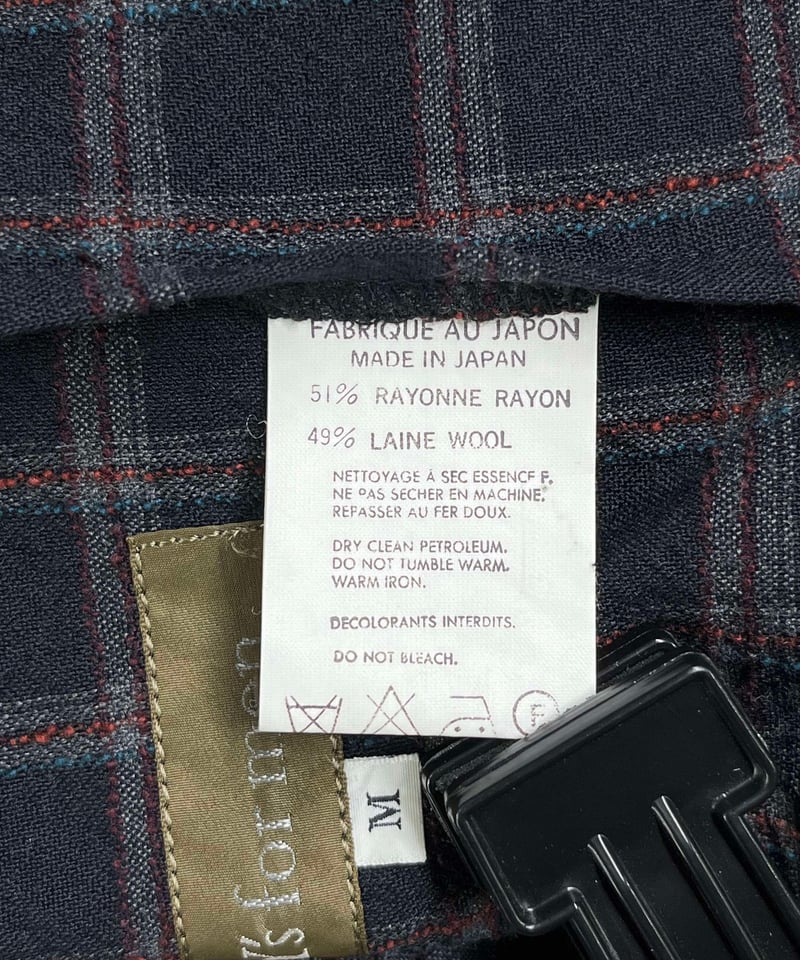 FABRIQUE AU JAPON
MADE IN JAPAN
51% RAYONNE RAYON
49% LAINE WOOL
NETTOYAGE À SEC ESSENCE F.
NE PAS SECHER EN MACHINE.
REPASSER AU FER DOUX.
DRY CLEAN PETROLEUM.
DO NOT TUMBLE WARM.
WARM IRON.
DECOLORANTS INTERDITS.
DO NOT BLEACH.
F
's for men
M